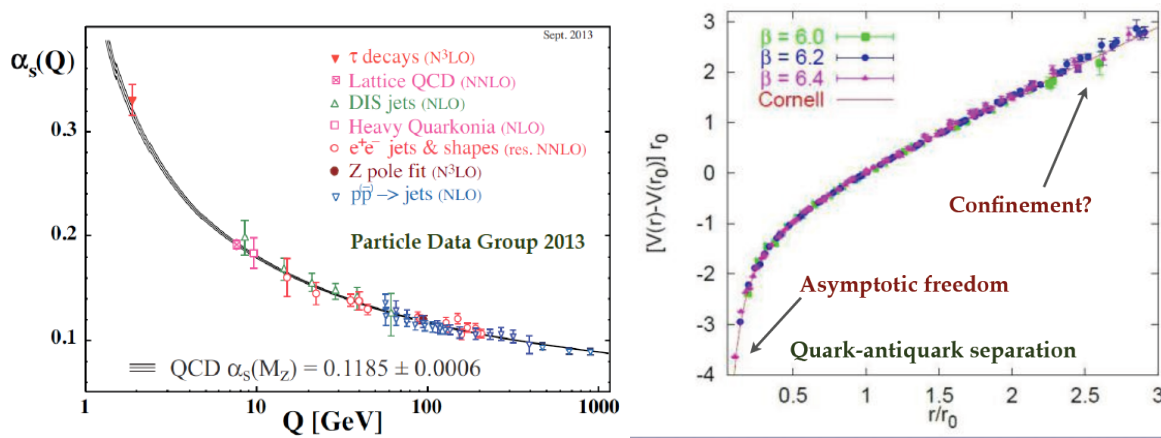 Sept. 2013
αs(Q)
τ decays (N³LO)
Lattice QCD (NNLO)
DIS jets (NLO)
Heavy Quarkonia (NLO)
e⁺e⁻ jets & shapes (res. NNLO)
Z pole fit (N³LO)
pp(–) –> jets (NLO)
Particle Data Group 2013
0.3
0.2
0.1
QCD αs(MZ) = 0.1185 ± 0.0006
1 10 100 1000
Q [GeV]
[V(r)-V(r0)] r0
3
2
1
0
-1
-2
-3
-4
β = 6.0
β = 6.2
β = 6.4
Cornell
Confinement?
Asymptotic freedom
Quark-antiquark separation
0.5 1 1.5 2 2.5 3
r/r0